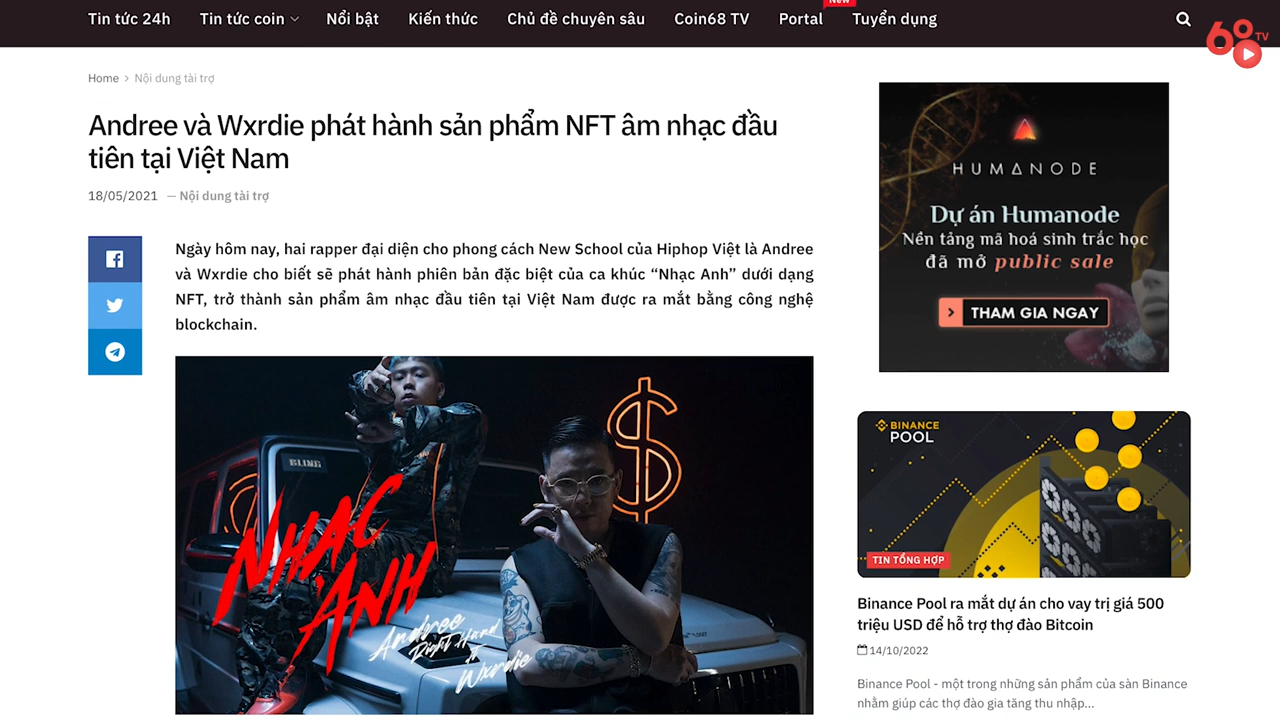 Tin tức 24h Tin tức coin Nổi bật Kiến thức Chủ đề chuyên sâu Coin68 TV Portal New Tuyển dụng
68 TV
Home > Nội dung tài trợ
Andree và Wxrdie phát hành sản phẩm NFT âm nhạc đầu
tiên tại Việt Nam
18/05/2021 — Nội dung tài trợ
Ngày hôm nay, hai rapper đại diện cho phong cách New School của Hiphop Việt là Andree
và Wxrdie cho biết sẽ phát hành phiên bản đặc biệt của ca khúc “Nhạc Anh” dưới dạng
NFT, trở thành sản phẩm âm nhạc đầu tiên tại Việt Nam được ra mắt bằng công nghệ
blockchain.
BLING
$
NHẠC
ANH
Andree
Right Hand
ft
Wxrdie
HUMANODE
Dự án Humanode
Nền tảng mã hoá sinh trắc học
đã mở public sale
> THAM GIA NGAY
BINANCE
POOL
TIN TỔNG HỢP
Binance Pool ra mắt dự án cho vay trị giá 500
triệu USD để hỗ trợ thợ đào Bitcoin
14/10/2022
Binance Pool - một trong những sản phẩm của sàn Binance
nhằm giúp các thợ đào gia tăng thu nhập...